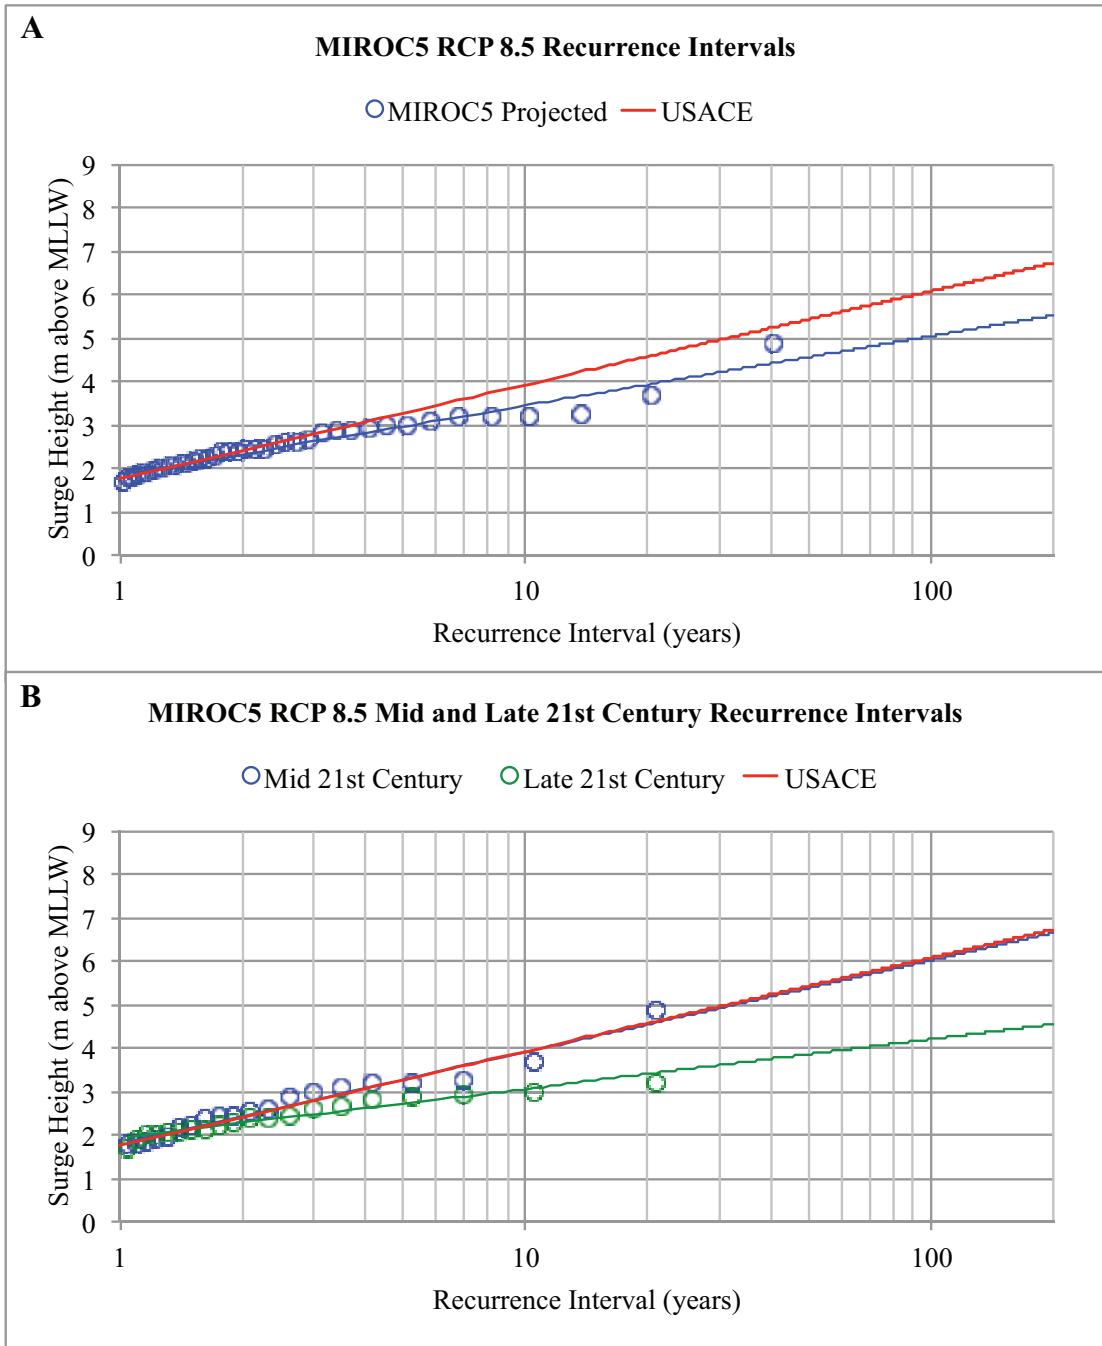 A
MIROC5 RCP 8.5 Recurrence Intervals
MIROC5 Projected USACE
Surge Height (m above MLLW)
9
8
7
6
5
4
3
2
1
0
1 10 100
Recurrence Interval (years)
B
MIROC5 RCP 8.5 Mid and Late 21st Century Recurrence Intervals
Mid 21st Century Late 21st Century USACE
Surge Height (m above MLLW)
9
8
7
6
5
4
3
2
1
0
1 10 100
Recurrence Interval (years)